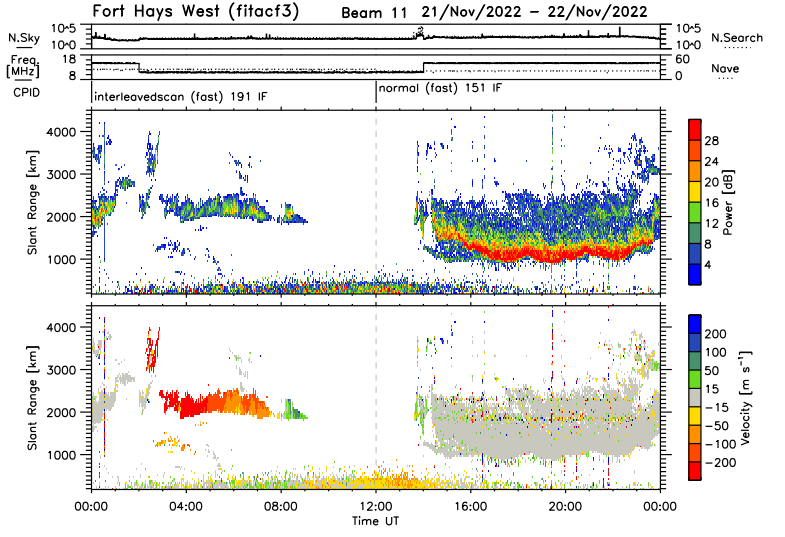 Fort Hays West (fitacf3) Beam 11 21/Nov/2022 - 22/Nov/2022
N.Sky 10^5 10^0 10^5 10^0 N.Search
Freq. [MHz] 18 8 60 0 Nave
CPID interleavedscan (fast) 191 IF normal (fast) 151 IF
Slant Range [km]
4000
3000
2000
1000
28
24
20
16
12
8
4
Power [dB]
Slant Range [km]
4000
3000
2000
1000
200
100
50
15
-15
-50
-100
-200
Velocity [m s⁻¹]
00:00 04:00 08:00 12:00 16:00 20:00 00:00
Time UT